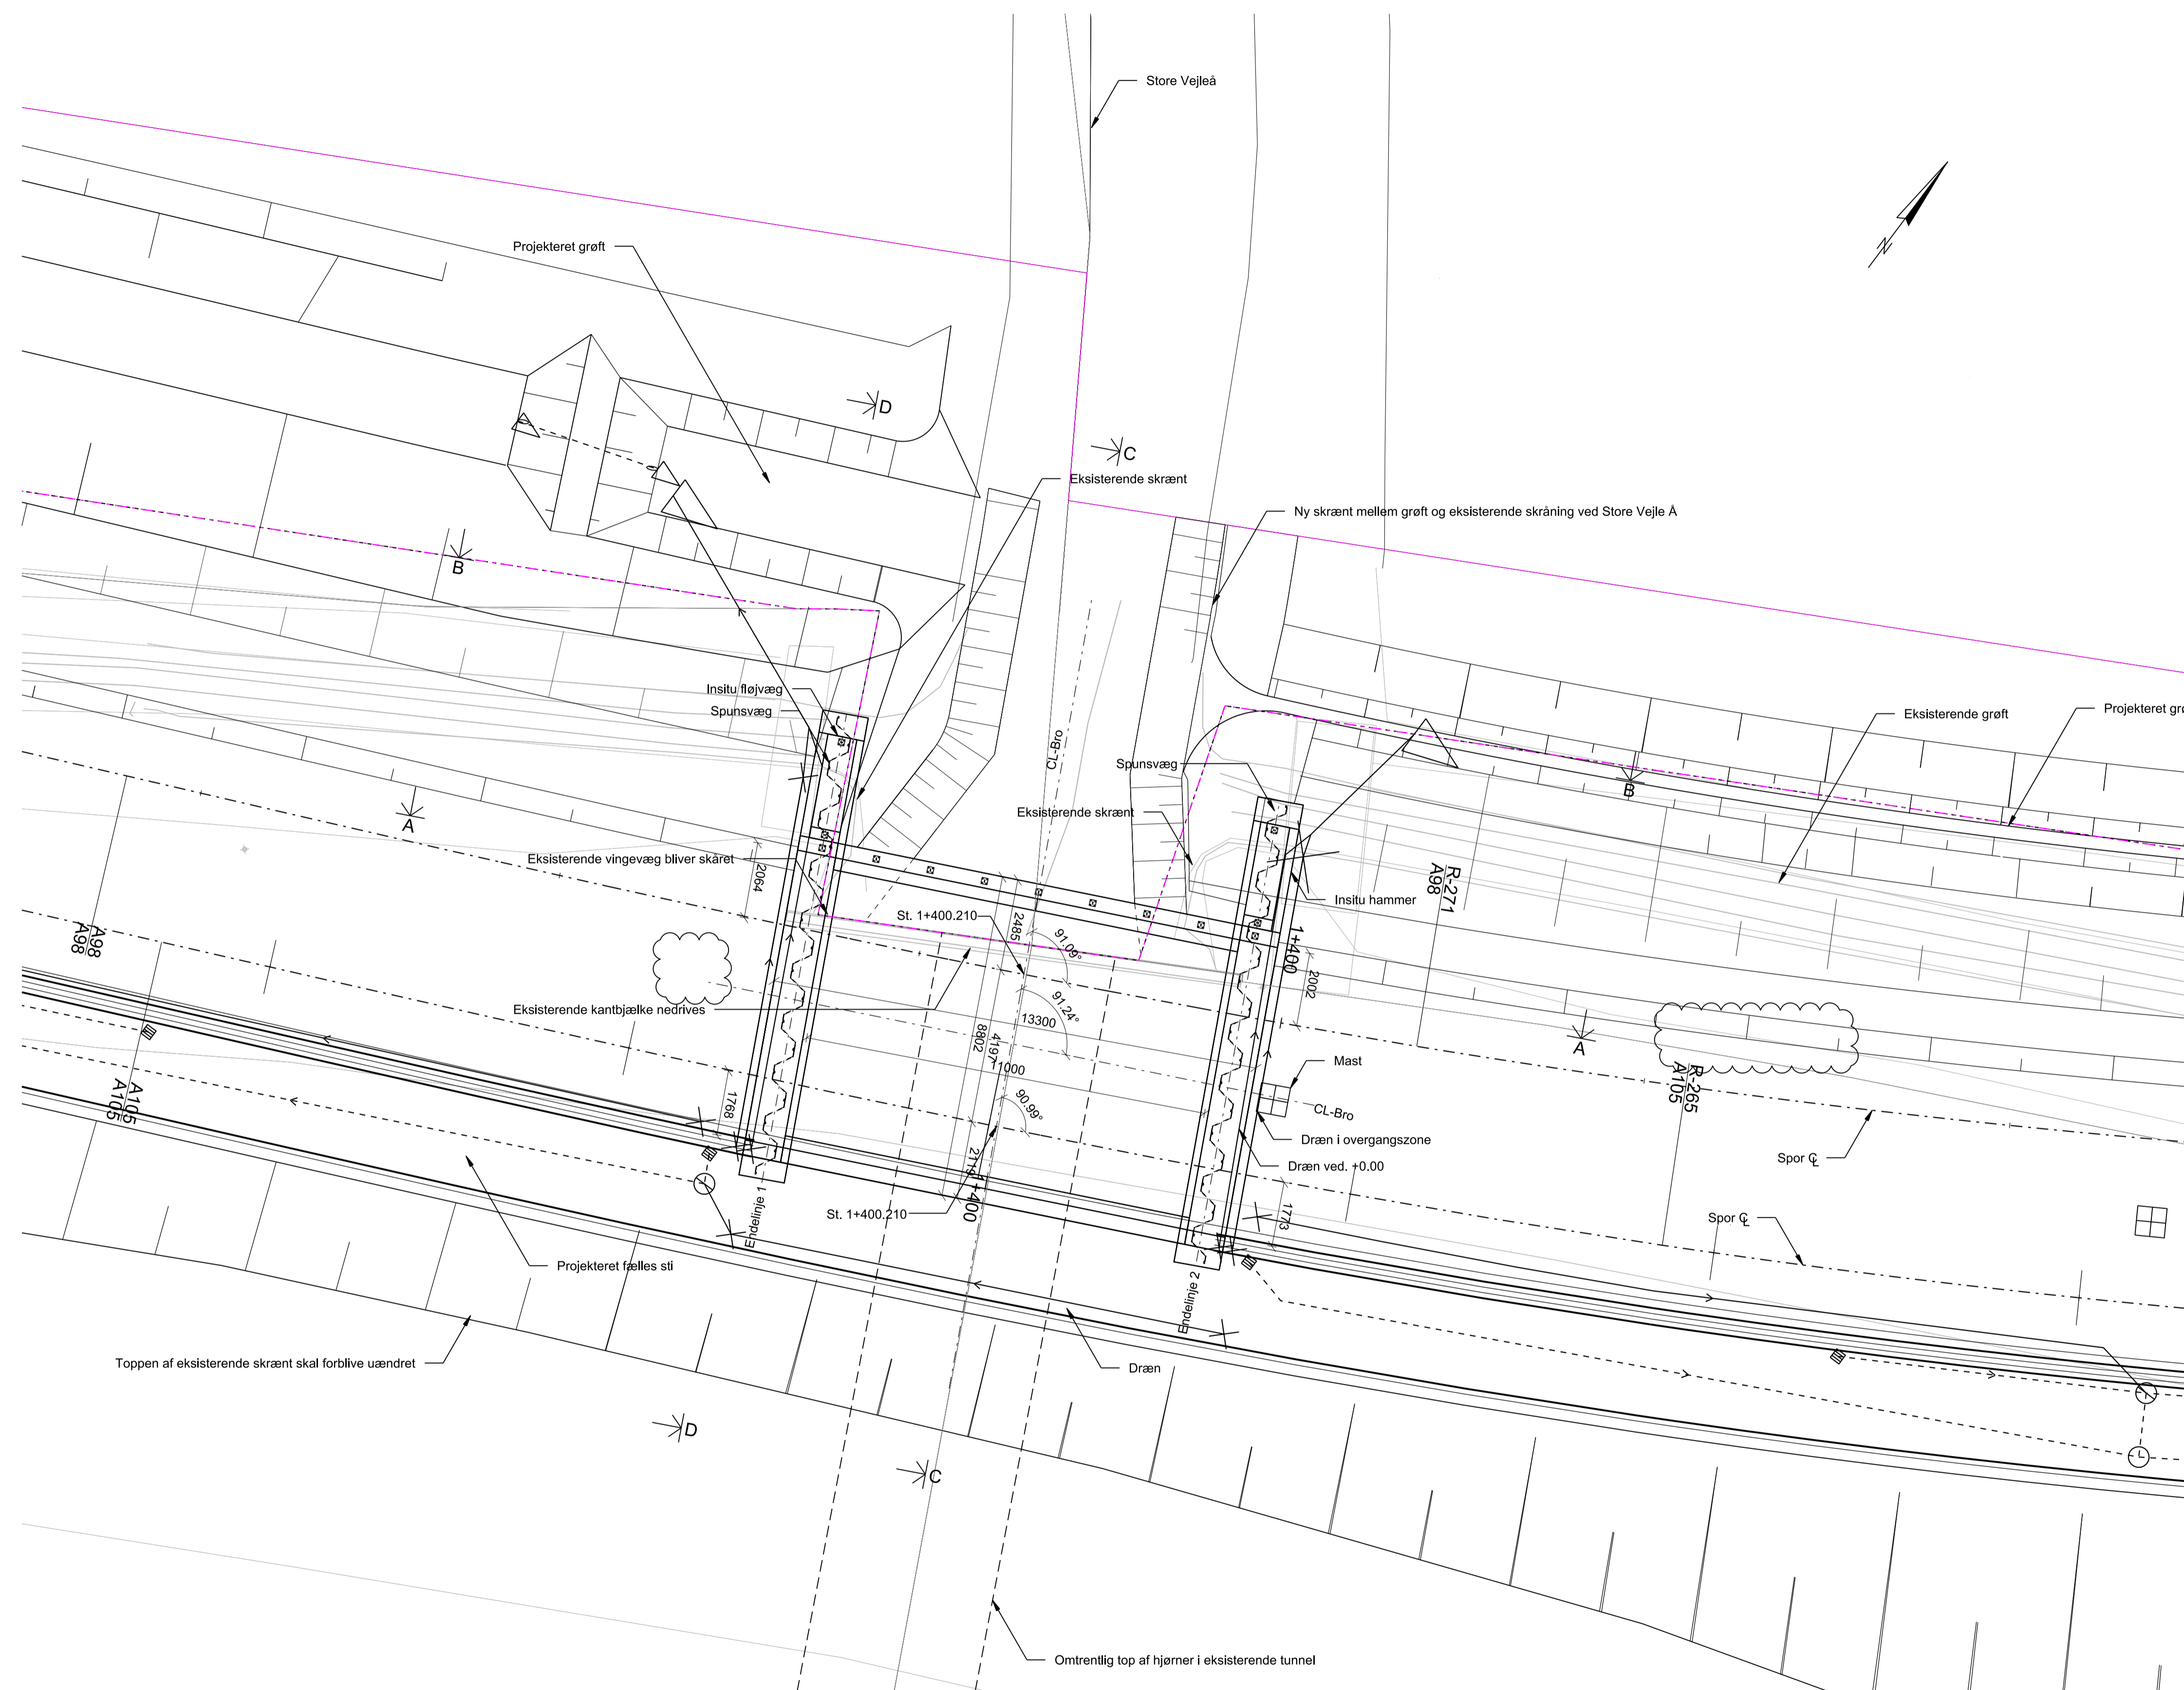 Store Vejleå
N
Projekteret grøft
D
C
Eksisterende skrænt
Ny skrænt mellem grøft og eksisterende skråning ved Store Vejle Å
B
Insitu fløjvæg
Spunsvæg
Eksisterende grøft
CL-Bro
Spunsvæg
B
Eksisterende skrænt
A
Eksisterende vingevæg bliver skåret
2064
R-271
A98
Insitu hammer
St. 1+400.210
2485
91.09°
1+400
2002
A98
A98
Eksisterende kantbjælke nedrives
91.24°
13300
8802
4197
11000
A
Mast
R-265
A105
A105
A105
1768
90.99°
CL-Bro
Dræn i overgangszone
Dræn ved. +0.00
Spor CL
1+400
St. 1+400.210
Endelinje 1
1773
Spor CL
Projekteret fælles sti
Endelinje 2
Toppen af eksisterende skrænt skal forblive uændret
Dræn
D
C
Omtrentlig top af hjørner i eksisterende tunnel